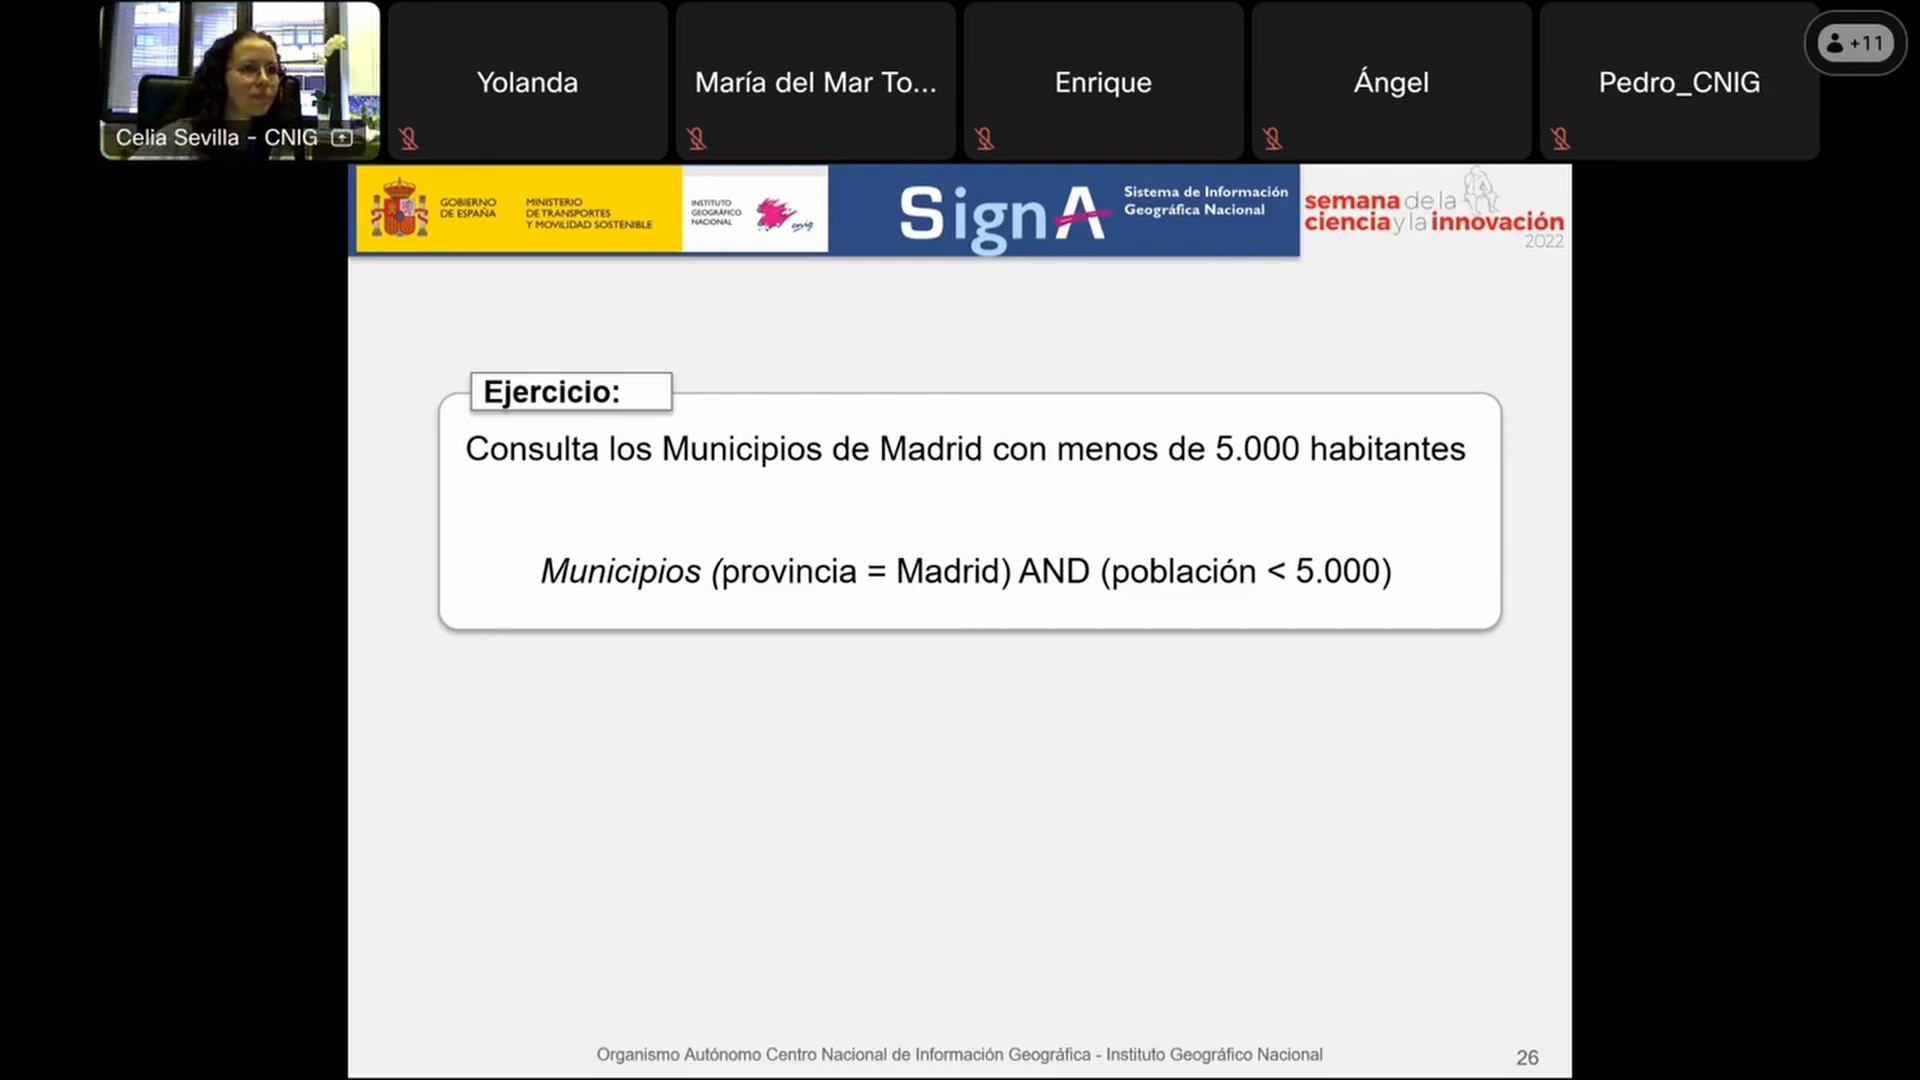 Celia Sevilla - CNIG
Yolanda
María del Mar To...
Enrique
Ángel
Pedro_CNIG
+11
GOBIERNO
DE ESPAÑA
MINISTERIO
DE TRANSPORTES
Y MOVILIDAD SOSTENIBLE
INSTITUTO
GEOGRÁFICO
NACIONAL
cnig
SignA
Sistema de Información
Geográfica Nacional
semana de la
ciencia y la innovación
2022
Ejercicio:
Consulta los Municipios de Madrid con menos de 5.000 habitantes
Municipios (provincia = Madrid) AND (población < 5.000)
Organismo Autónomo Centro Nacional de Información Geográfica - Instituto Geográfico Nacional
26